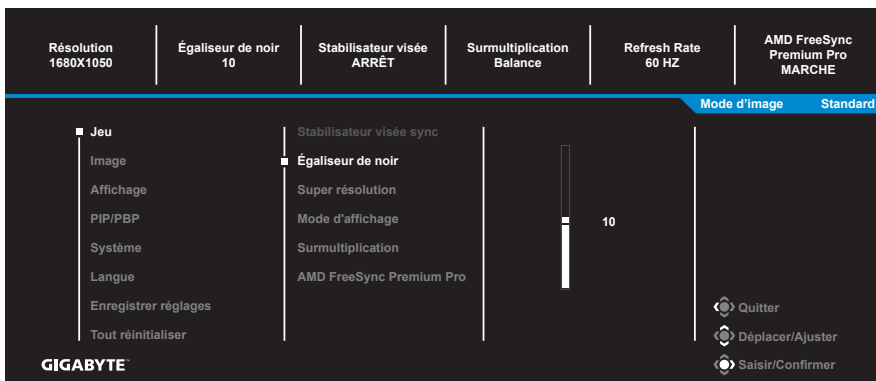 Résolution
1680X1050
Égaliseur de noir
10
Stabilisateur visée
ARRÊT
Surmultiplication
Balance
Refresh Rate
60 HZ
AMD FreeSync
Premium Pro
MARCHE
Mode d'image Standard
Jeu
Image
Affichage
PIP/PBP
Système
Langue
Enregistrer réglages
Tout réinitialiser
Stabilisateur visée sync
Égaliseur de noir
Super résolution
Mode d'affichage
Surmultiplication
AMD FreeSync Premium Pro
10
Quitter
Déplacer/Ajuster
Saisir/Confirmer
GIGABYTE™